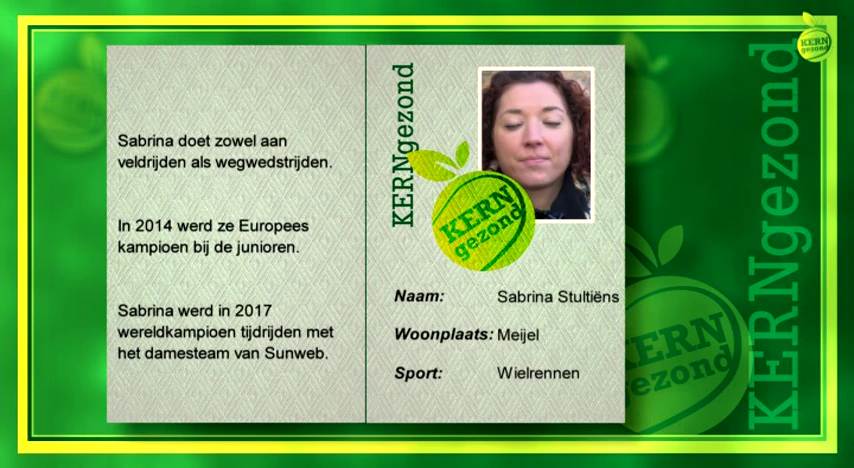 Sabrina doet zowel aan
veldrijden als wegwedstrijden.
In 2014 werd ze Europees
kampioen bij de junioren.
Sabrina werd in 2017
wereldkampioen tijdrijden met
het damesteam van Sunweb.
KERNgezond
KERN
gezond
Naam: Sabrina Stultiëns
Woonplaats: Meijel
Sport: Wielrennen
KERN
gezond
KERNgezond
KERN
gezond